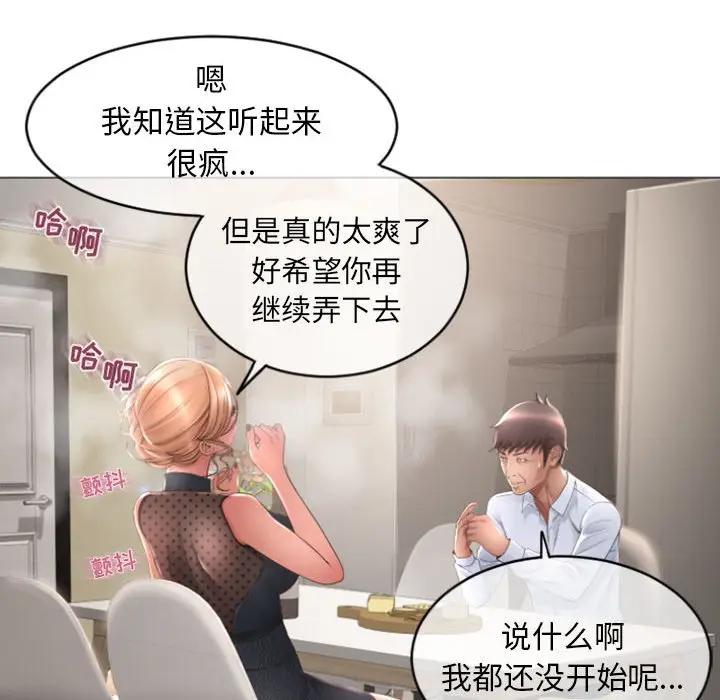 嗯
我知道这听起来
很疯…
但是真的太爽了
好希望你再
继续弄下去
哈啊
哈啊
颤抖
颤抖
说什么啊
我都还没开始呢…